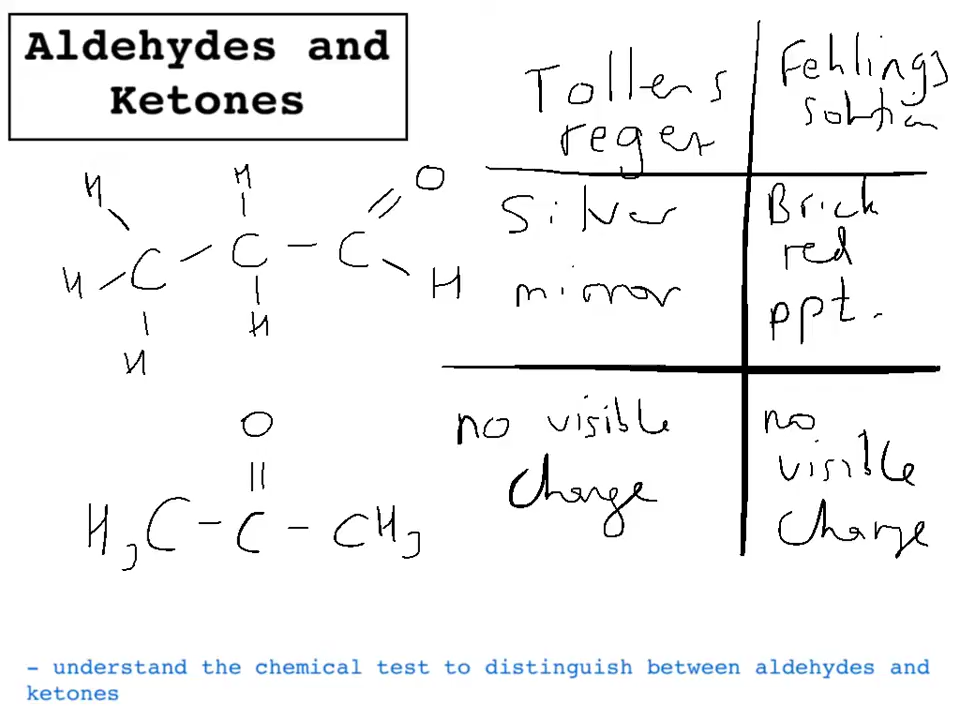 Aldehydes and
Ketones
Tollens
reagent
Fehlings
solution
H
H
O
C - C - C
H
H
H
H
Silver
mirror
Brick
red
ppt.
O
H3C - C - CH3
no visible
change
no
visible
change
- understand the chemical test to distinguish between aldehydes and
ketones